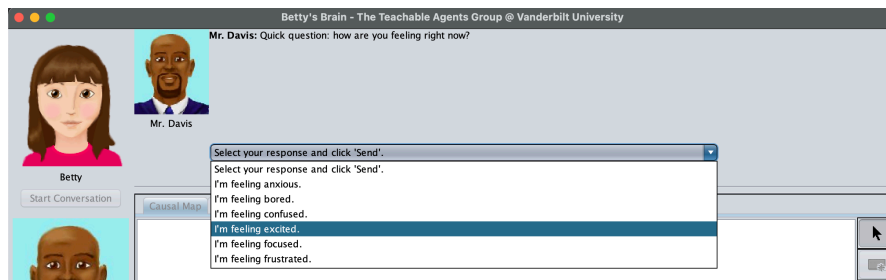 Betty's Brain - The Teachable Agents Group @ Vanderbilt University
Mr. Davis: Quick question: how are you feeling right now?
Mr. Davis
Betty
Start Conversation
Select your response and click 'Send'.
Select your response and click 'Send'.
I'm feeling anxious.
I'm feeling bored.
I'm feeling confused.
I'm feeling excited.
I'm feeling focused.
I'm feeling frustrated.
Causal Map